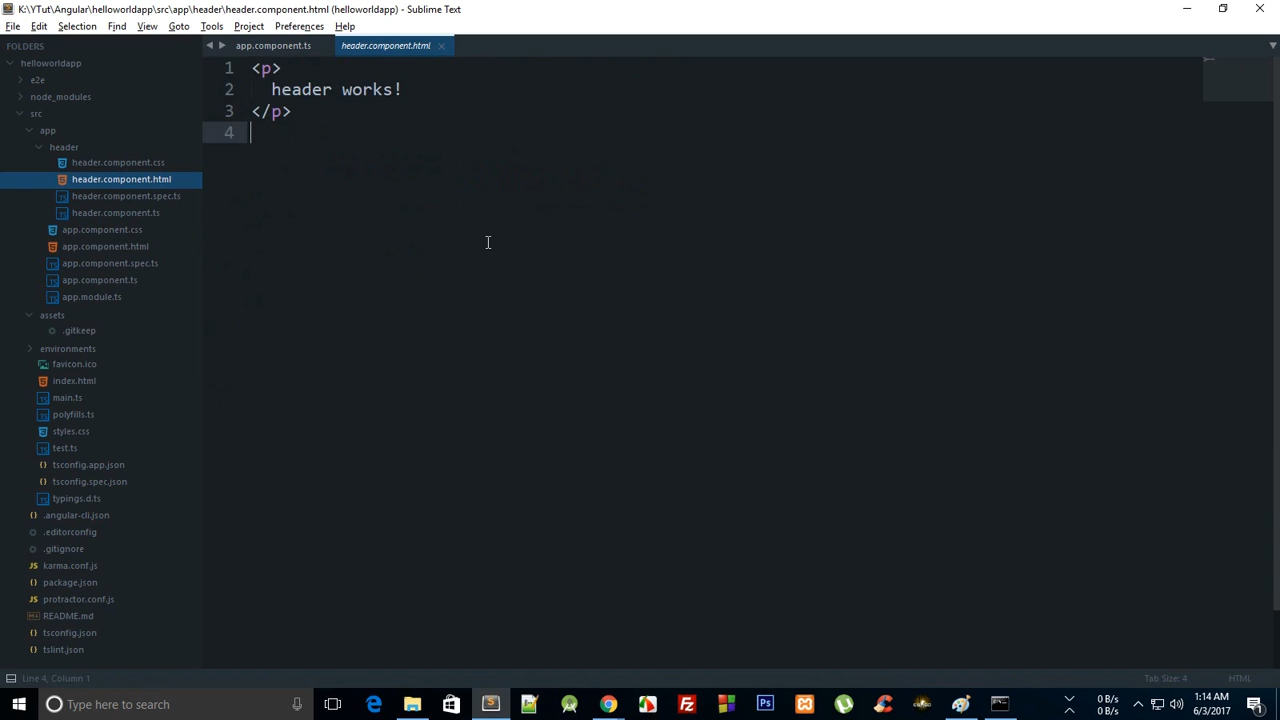 K:\YTut\Angular\helloworldapp\src\app\header\header.component.html (helloworldapp) - Sublime Text
File Edit Selection Find View Goto Tools Project Preferences Help
FOLDERS
helloworldapp
e2e
node_modules
src
app
header
header.component.css
header.component.html
header.component.spec.ts
header.component.ts
app.component.css
app.component.html
app.component.spec.ts
app.component.ts
app.module.ts
assets
.gitkeep
environments
favicon.ico
index.html
main.ts
polyfills.ts
styles.css
test.ts
tsconfig.app.json
tsconfig.spec.json
typings.d.ts
.angular-cli.json
.editorconfig
.gitignore
karma.conf.js
package.json
protractor.conf.js
README.md
tsconfig.json
tslint.json
app.component.ts header.component.html
1 <p>
2 header works!
3 </p>
4
Line 4, Column 1 Tab Size: 4 HTML
Type here to search
0 B/s
0 B/s
1:14 AM
6/3/2017